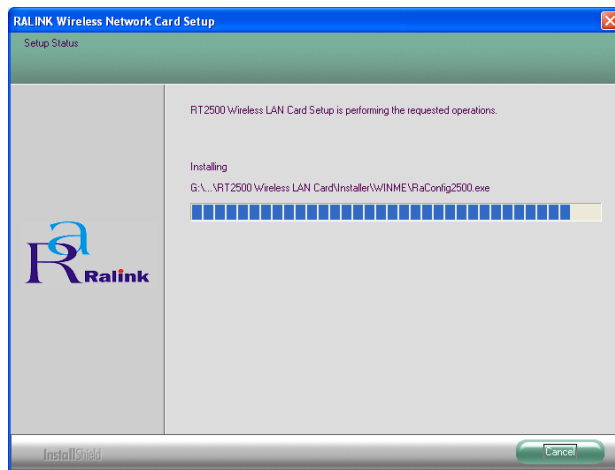 RALINK Wireless Network Card Setup
Setup Status
RT2500 Wireless LAN Card Setup is performing the requested operations.
Installing
G:\...\RT2500 Wireless LAN Card\Installer\WINME\RaConfig2500.exe
Ra
Ralink
InstallShield
Cancel